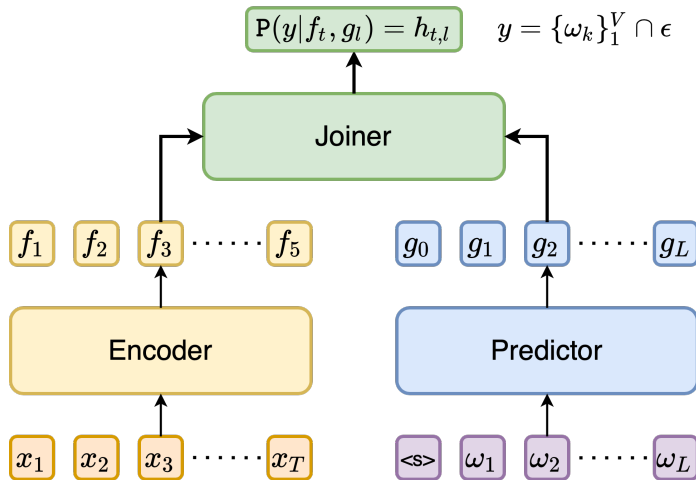 P(y|f_t, g_l) = h_{t,l}    y = {ω_k}_1^V ∩ ϵ
Joiner
f_1 f_2 f_3 ...... f_5    g_0 g_1 g_2 ...... g_L
Encoder    Predictor
x_1 x_2 x_3 ...... x_T    <s> ω_1 ω_2 ...... ω_L